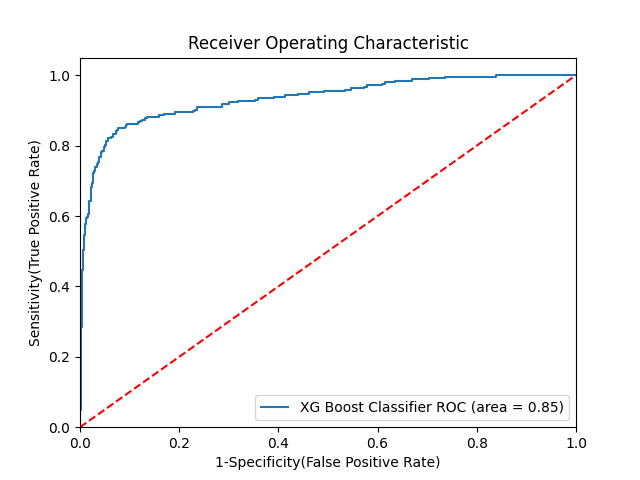 Receiver Operating Characteristic
1.0
0.8
0.6
0.4
0.2
0.0
Sensitivity(True Positive Rate)
XG Boost Classifier ROC (area = 0.85)
0.0 0.2 0.4 0.6 0.8 1.0
1-Specificity(False Positive Rate)